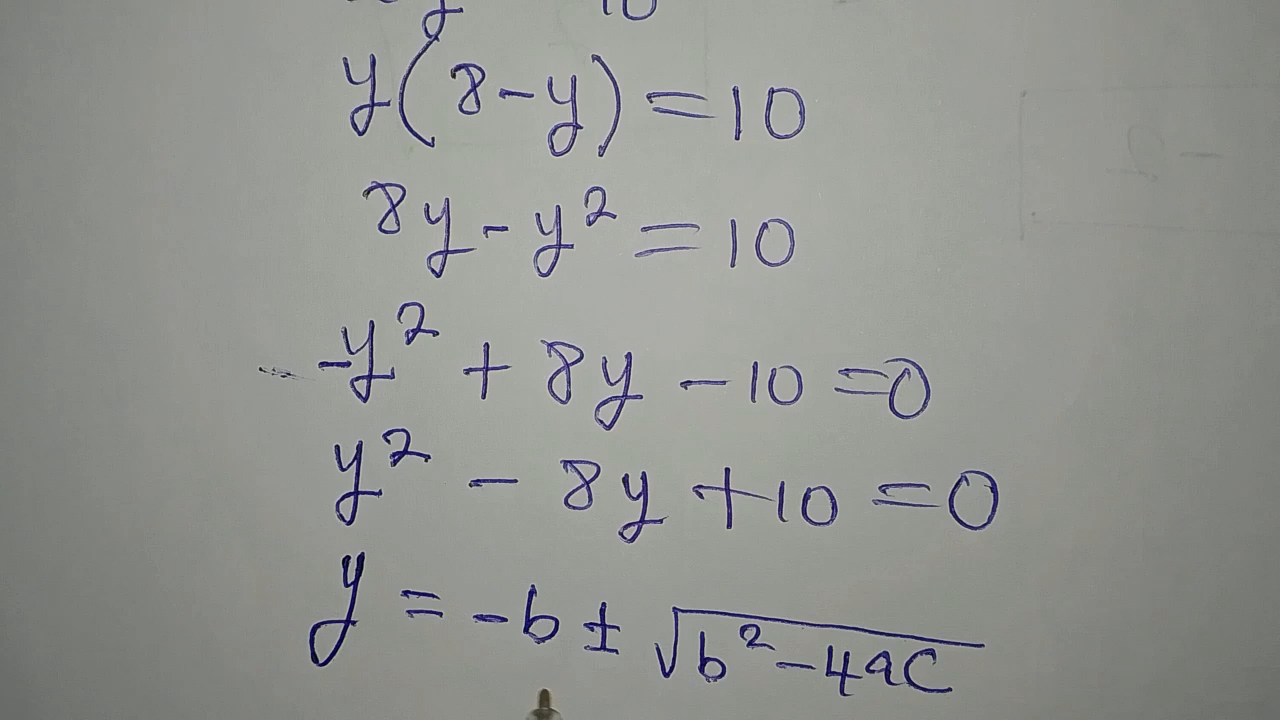 y(8-y)=10
8y-y²=10
-y²+8y-10=0
y²-8y+10=0
y=-b±√b²-4ac